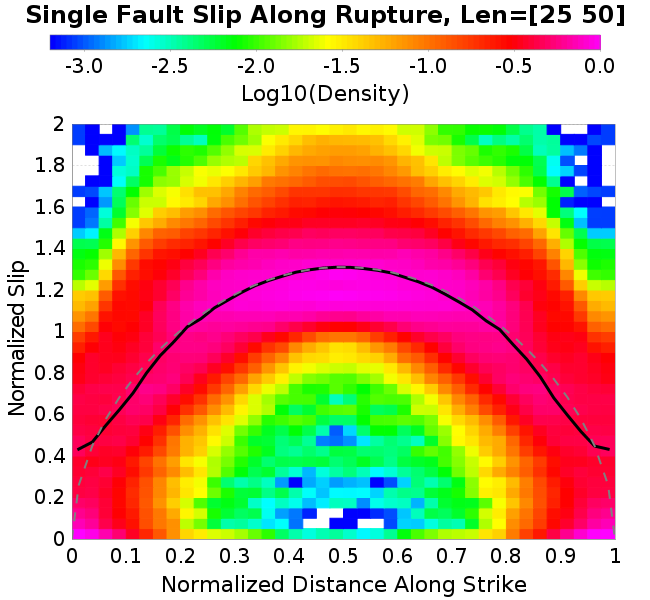 Single Fault Slip Along Rupture, Len=[25 50]
-3.0 -2.5 -2.0 -1.5 -1.0 -0.5 0.0
Log10(Density)
Normalized Slip
2
1.8
1.6
1.4
1.2
1
0.8
0.6
0.4
0.2
0
0 0.1 0.2 0.3 0.4 0.5 0.6 0.7 0.8 0.9 1
Normalized Distance Along Strike